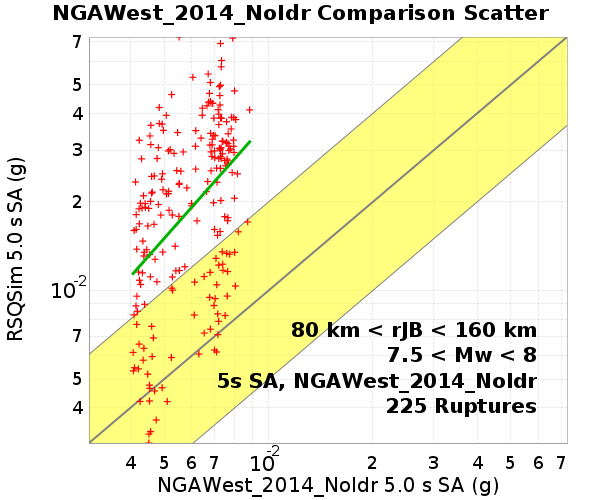 NGAWest_2014_NoIdr Comparison Scatter
7
5
4
3
2
10-2
7
5
4
RSQSim 5.0 s SA (g)
80 km < rJB < 160 km
7.5 < Mw < 8
5s SA, NGAWest_2014_NoIdr
225 Ruptures
4 5 6 7 10-2 2 3 4 5 6 7
NGAWest_2014_NoIdr 5.0 s SA (g)